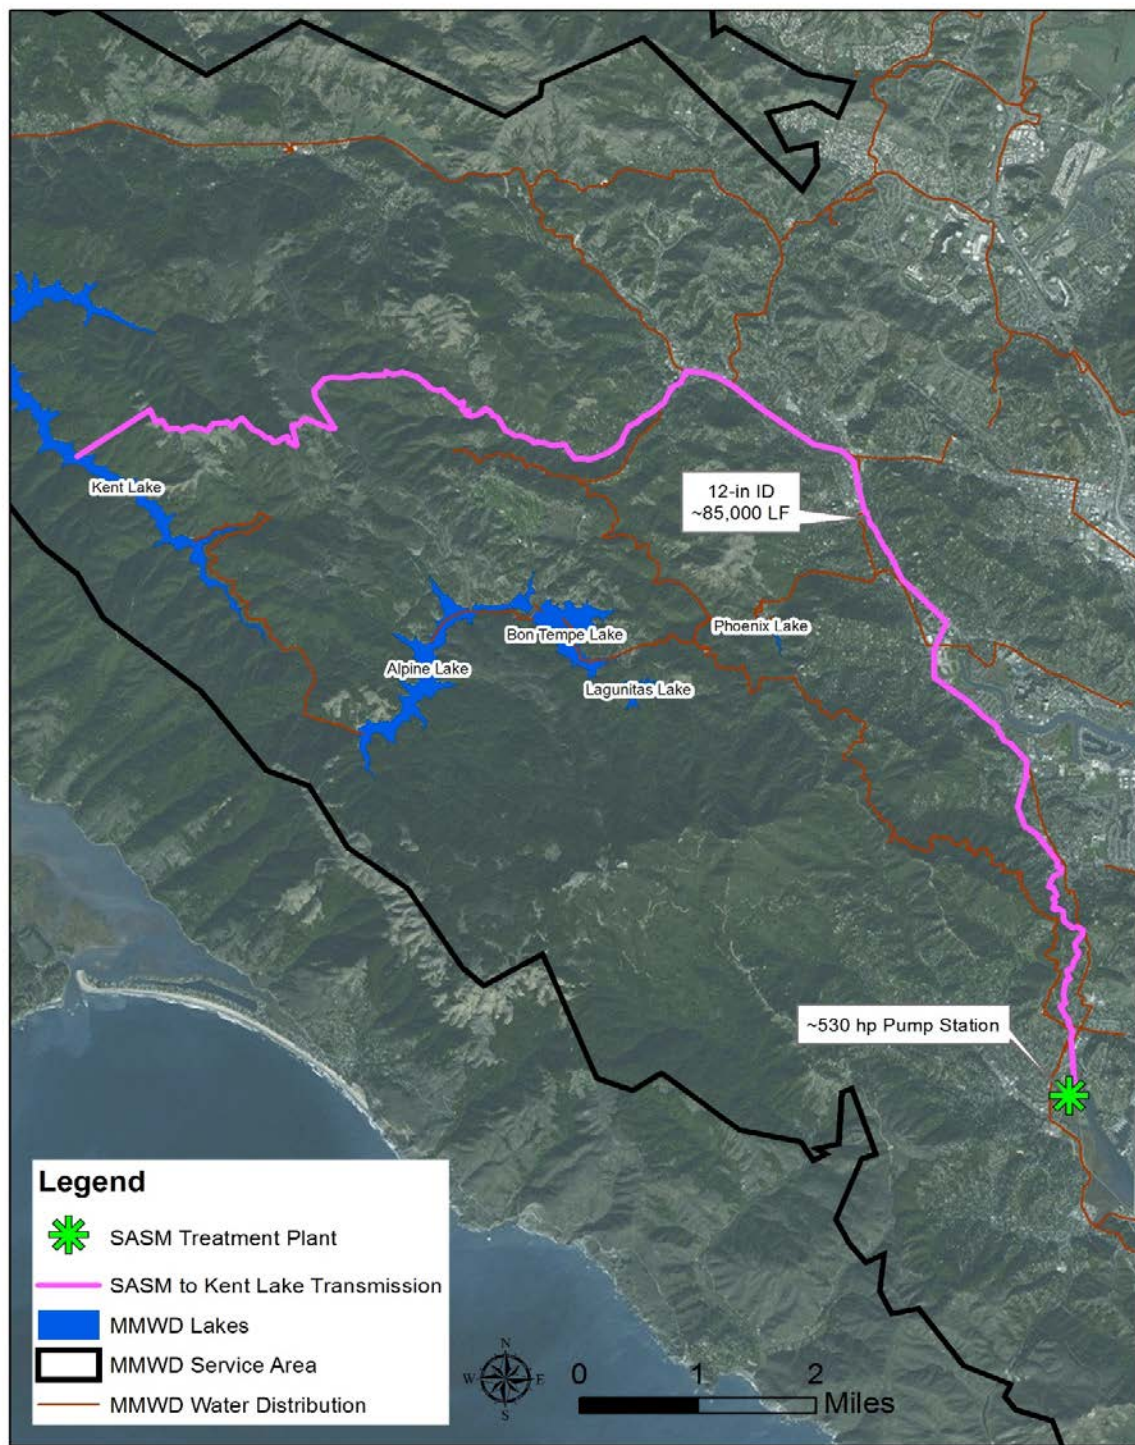 Kent Lake
12-in ID
~85,000 LF
Phoenix Lake
Bon Tempe Lake
Alpine Lake
Lagunitas Lake
~530 hp Pump Station
Legend
SASM Treatment Plant
SASM to Kent Lake Transmission
MMWD Lakes
MMWD Service Area
MMWD Water Distribution
N
W E
S
0 1 2
Miles